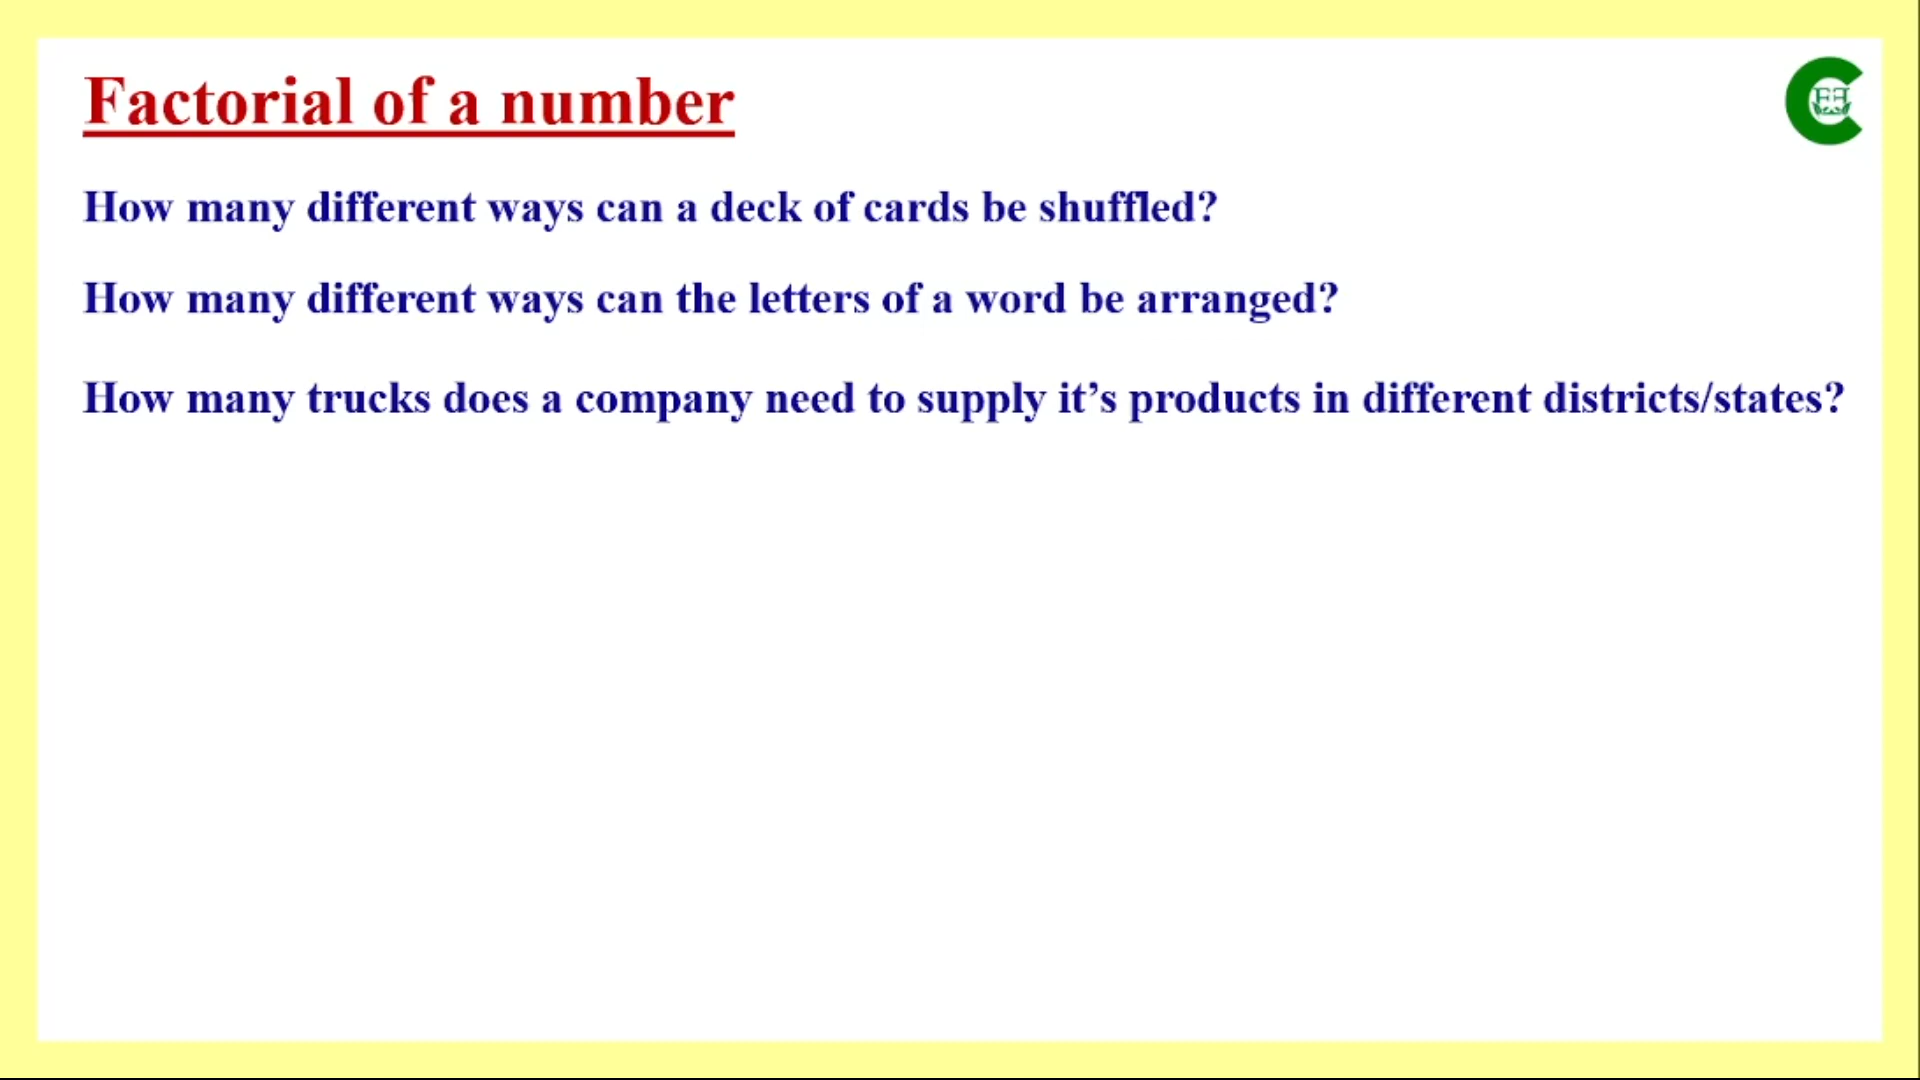 Factorial of a number
How many different ways can a deck of cards be shuffled?
How many different ways can the letters of a word be arranged?
How many trucks does a company need to supply it’s products in different districts/states?